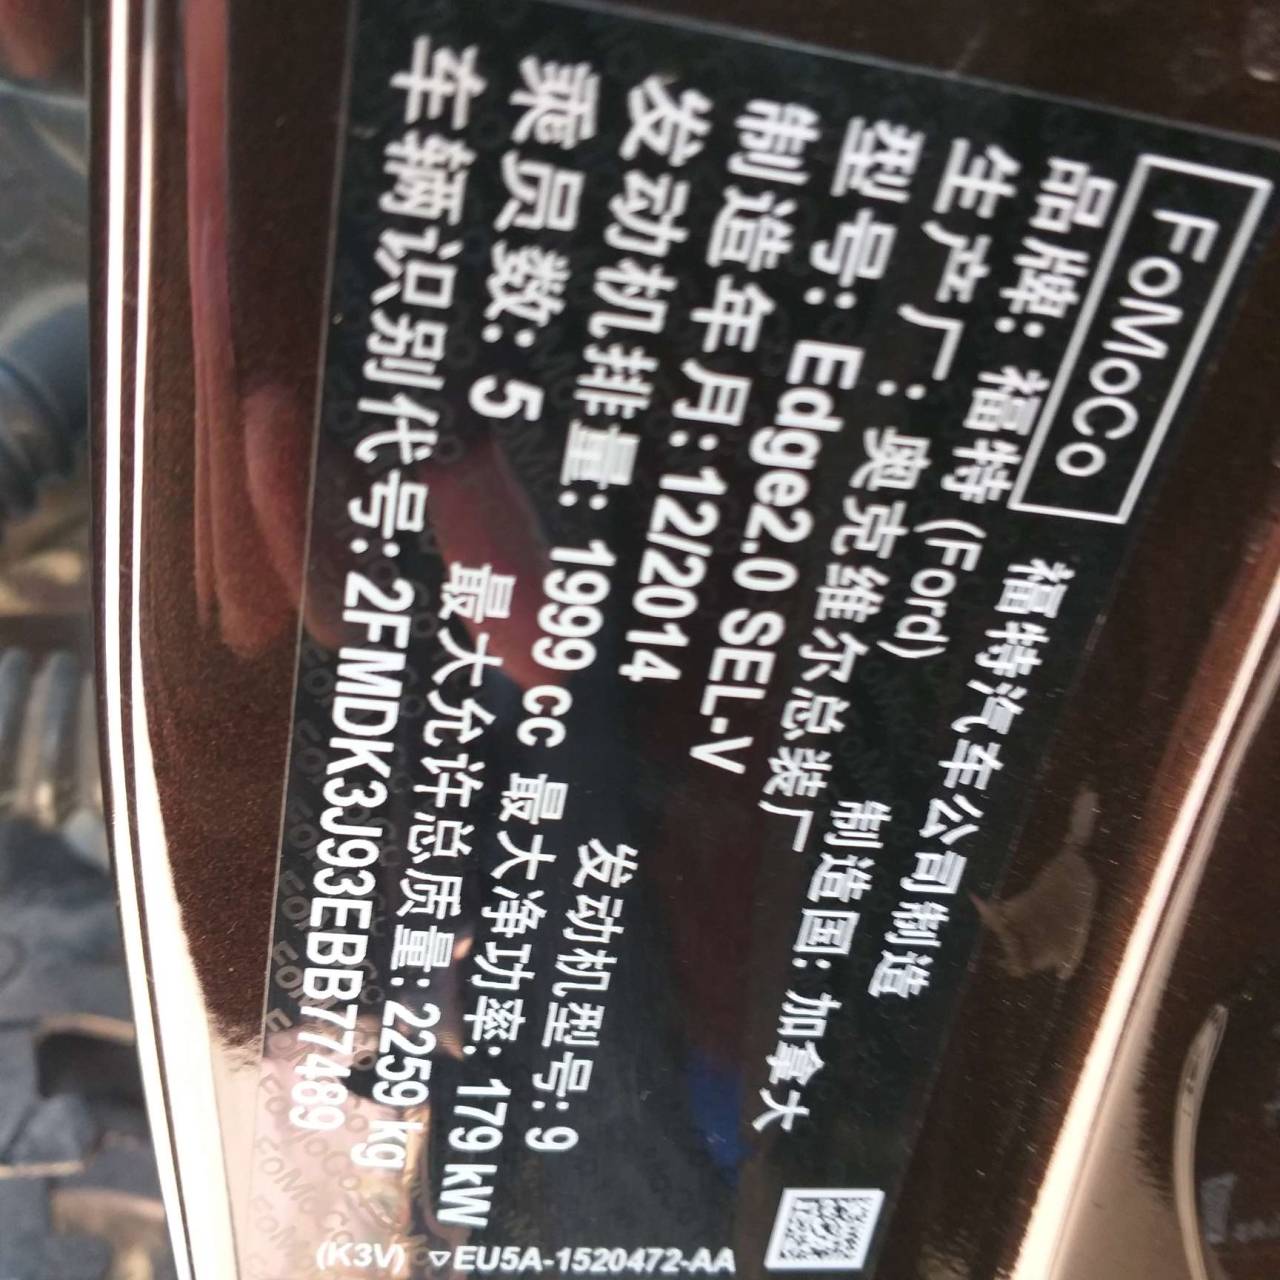 FoMoCo
福特汽车公司制造
品牌: 福特 (Ford)
制造国: 加拿大
生产厂: 奥克维尔总装厂
型号: Edge2.0 SEL-V
制造年月: 12/2014
发动机型号: 9
发动机排量: 1999 cc 最大净功率: 179 kW
乘员数: 5 最大允许总质量: 2259 kg
车辆识别代号: 2FMDK3J93EBB77489
(K3V) ▽EU5A-1520472-AA